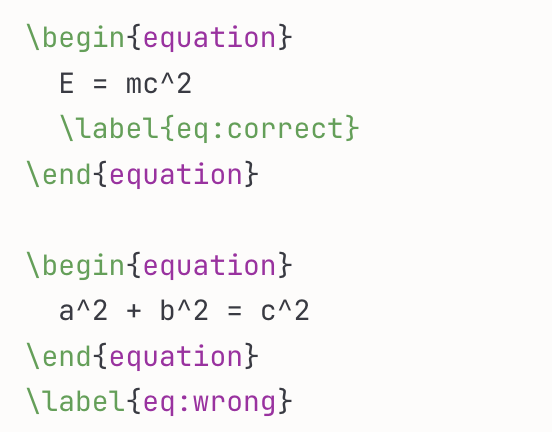 \begin{equation}
  E = mc^2
  \label{eq:correct}
\end{equation}

\begin{equation}
  a^2 + b^2 = c^2
\end{equation}
\label{eq:wrong}